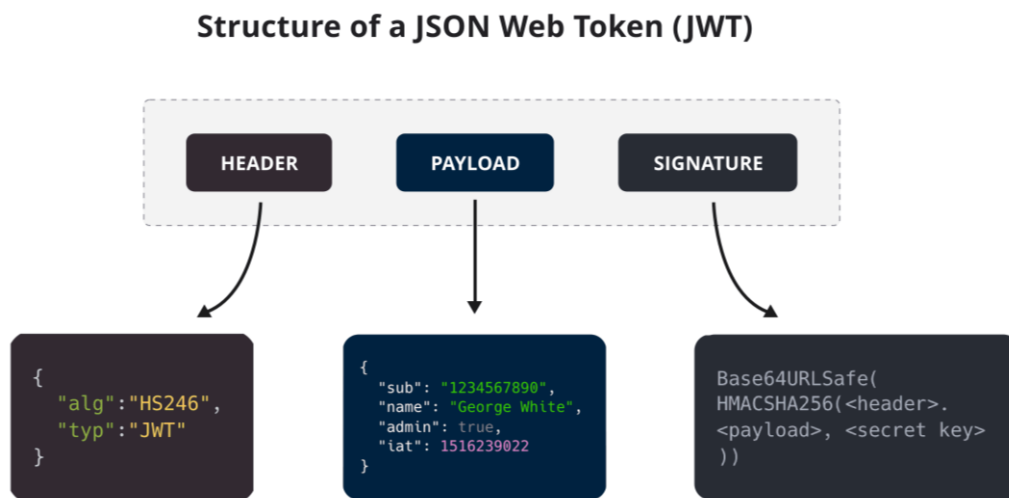 Structure of a JSON Web Token (JWT)
HEADER
PAYLOAD
SIGNATURE
{
"alg":"HS246",
"typ":"JWT"
}
{
"sub": "1234567890",
"name": "George White",
"admin": true,
"iat": 1516239022
}
Base64URLSafe(
HMACSHA256(<header>.
<payload>, <secret key>
))